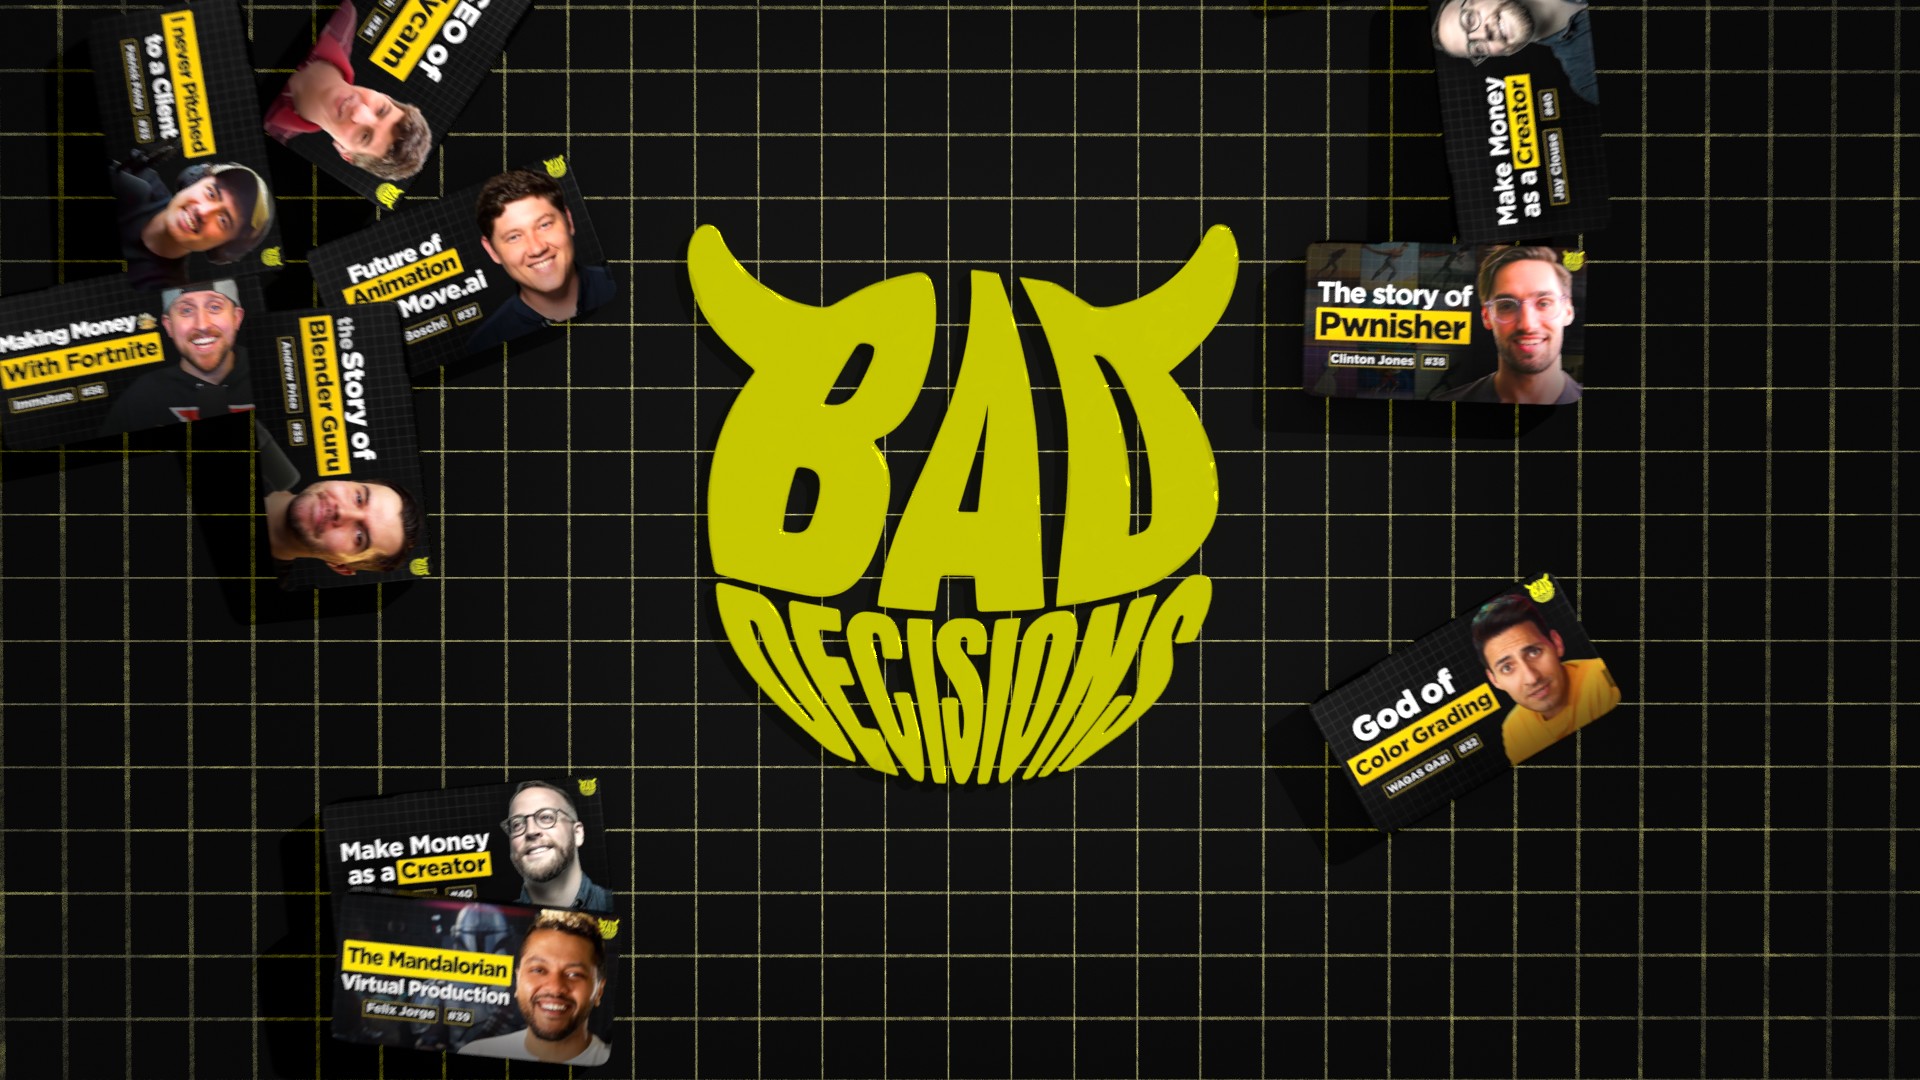 I never Pitched
to a Client
Patrick Foley #33
CEO of
#34
Future of
Animation
Move.ai
Bosché #37
Making Money
With Fortnite
Immature #36
the Story of
Blender Guru
Andrew Price #35
BAD
DECISIONS
Make Money
as a Creator
Jay Clouse #40
The story of
Pwnisher
Clinton Jones #38
God of
Color Grading
WAQAS QAZI #32
Make Money
as a Creator
#40
The Mandalorian
Virtual Production
Felix Jorge #39